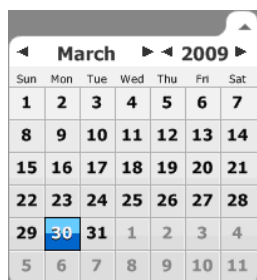 March 2009
Sun Mon Tue Wed Thu Fri Sat
1 2 3 4 5 6 7
8 9 10 11 12 13 14
15 16 17 18 19 20 21
22 23 24 25 26 27 28
29 30 31 1 2 3 4
5 6 7 8 9 10 11